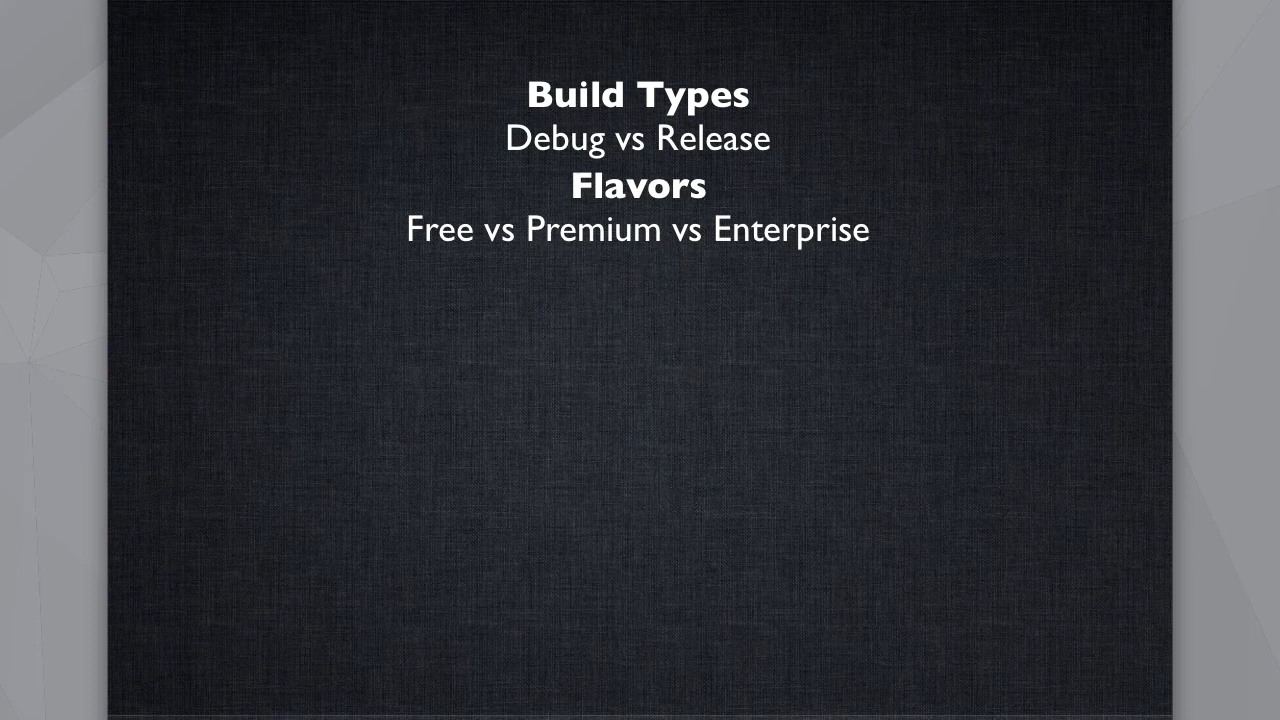 Build Types
Debug vs Release
Flavors
Free vs Premium vs Enterprise